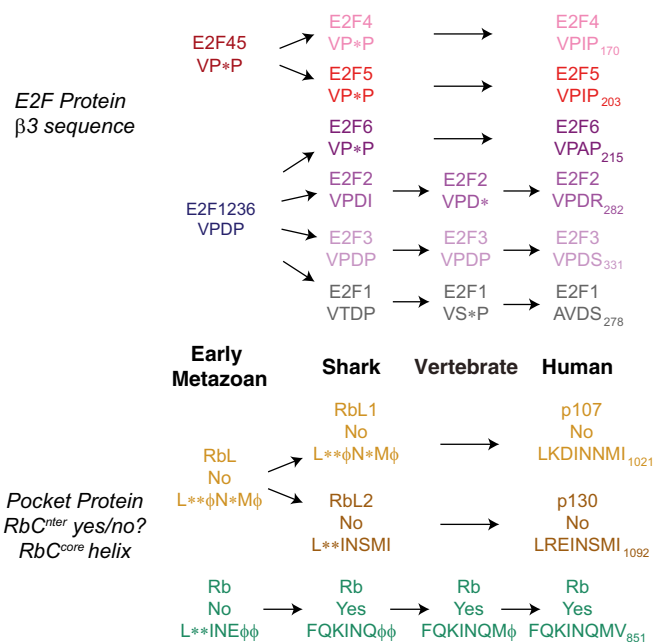 E2F Protein
β3 sequence
E2F45
VP*P
E2F4
VP*P
E2F4
VPIP170
E2F5
VP*P
E2F5
VPIP203
E2F1236
VPDP
E2F6
VP*P
E2F6
VPAP215
E2F2
VPDI
E2F2
VPD*
E2F2
VPDR282
E2F3
VPDP
E2F3
VPDP
E2F3
VPDS331
E2F1
VTDP
E2F1
VS*P
E2F1
AVDS278
Early
Metazoan
Shark
Vertebrate
Human
Pocket Protein
RbCnter yes/no?
RbCcore helix
RbL
No
L**ϕN*Mϕ
RbL1
No
L**ϕN*Mϕ
p107
No
LKDINNMI1021
RbL2
No
L**INSMI
p130
No
LREINSMI1092
Rb
No
L**INEϕϕ
Rb
Yes
FQKINQϕϕ
Rb
Yes
FQKINQMϕ
Rb
Yes
FQKINQMV851